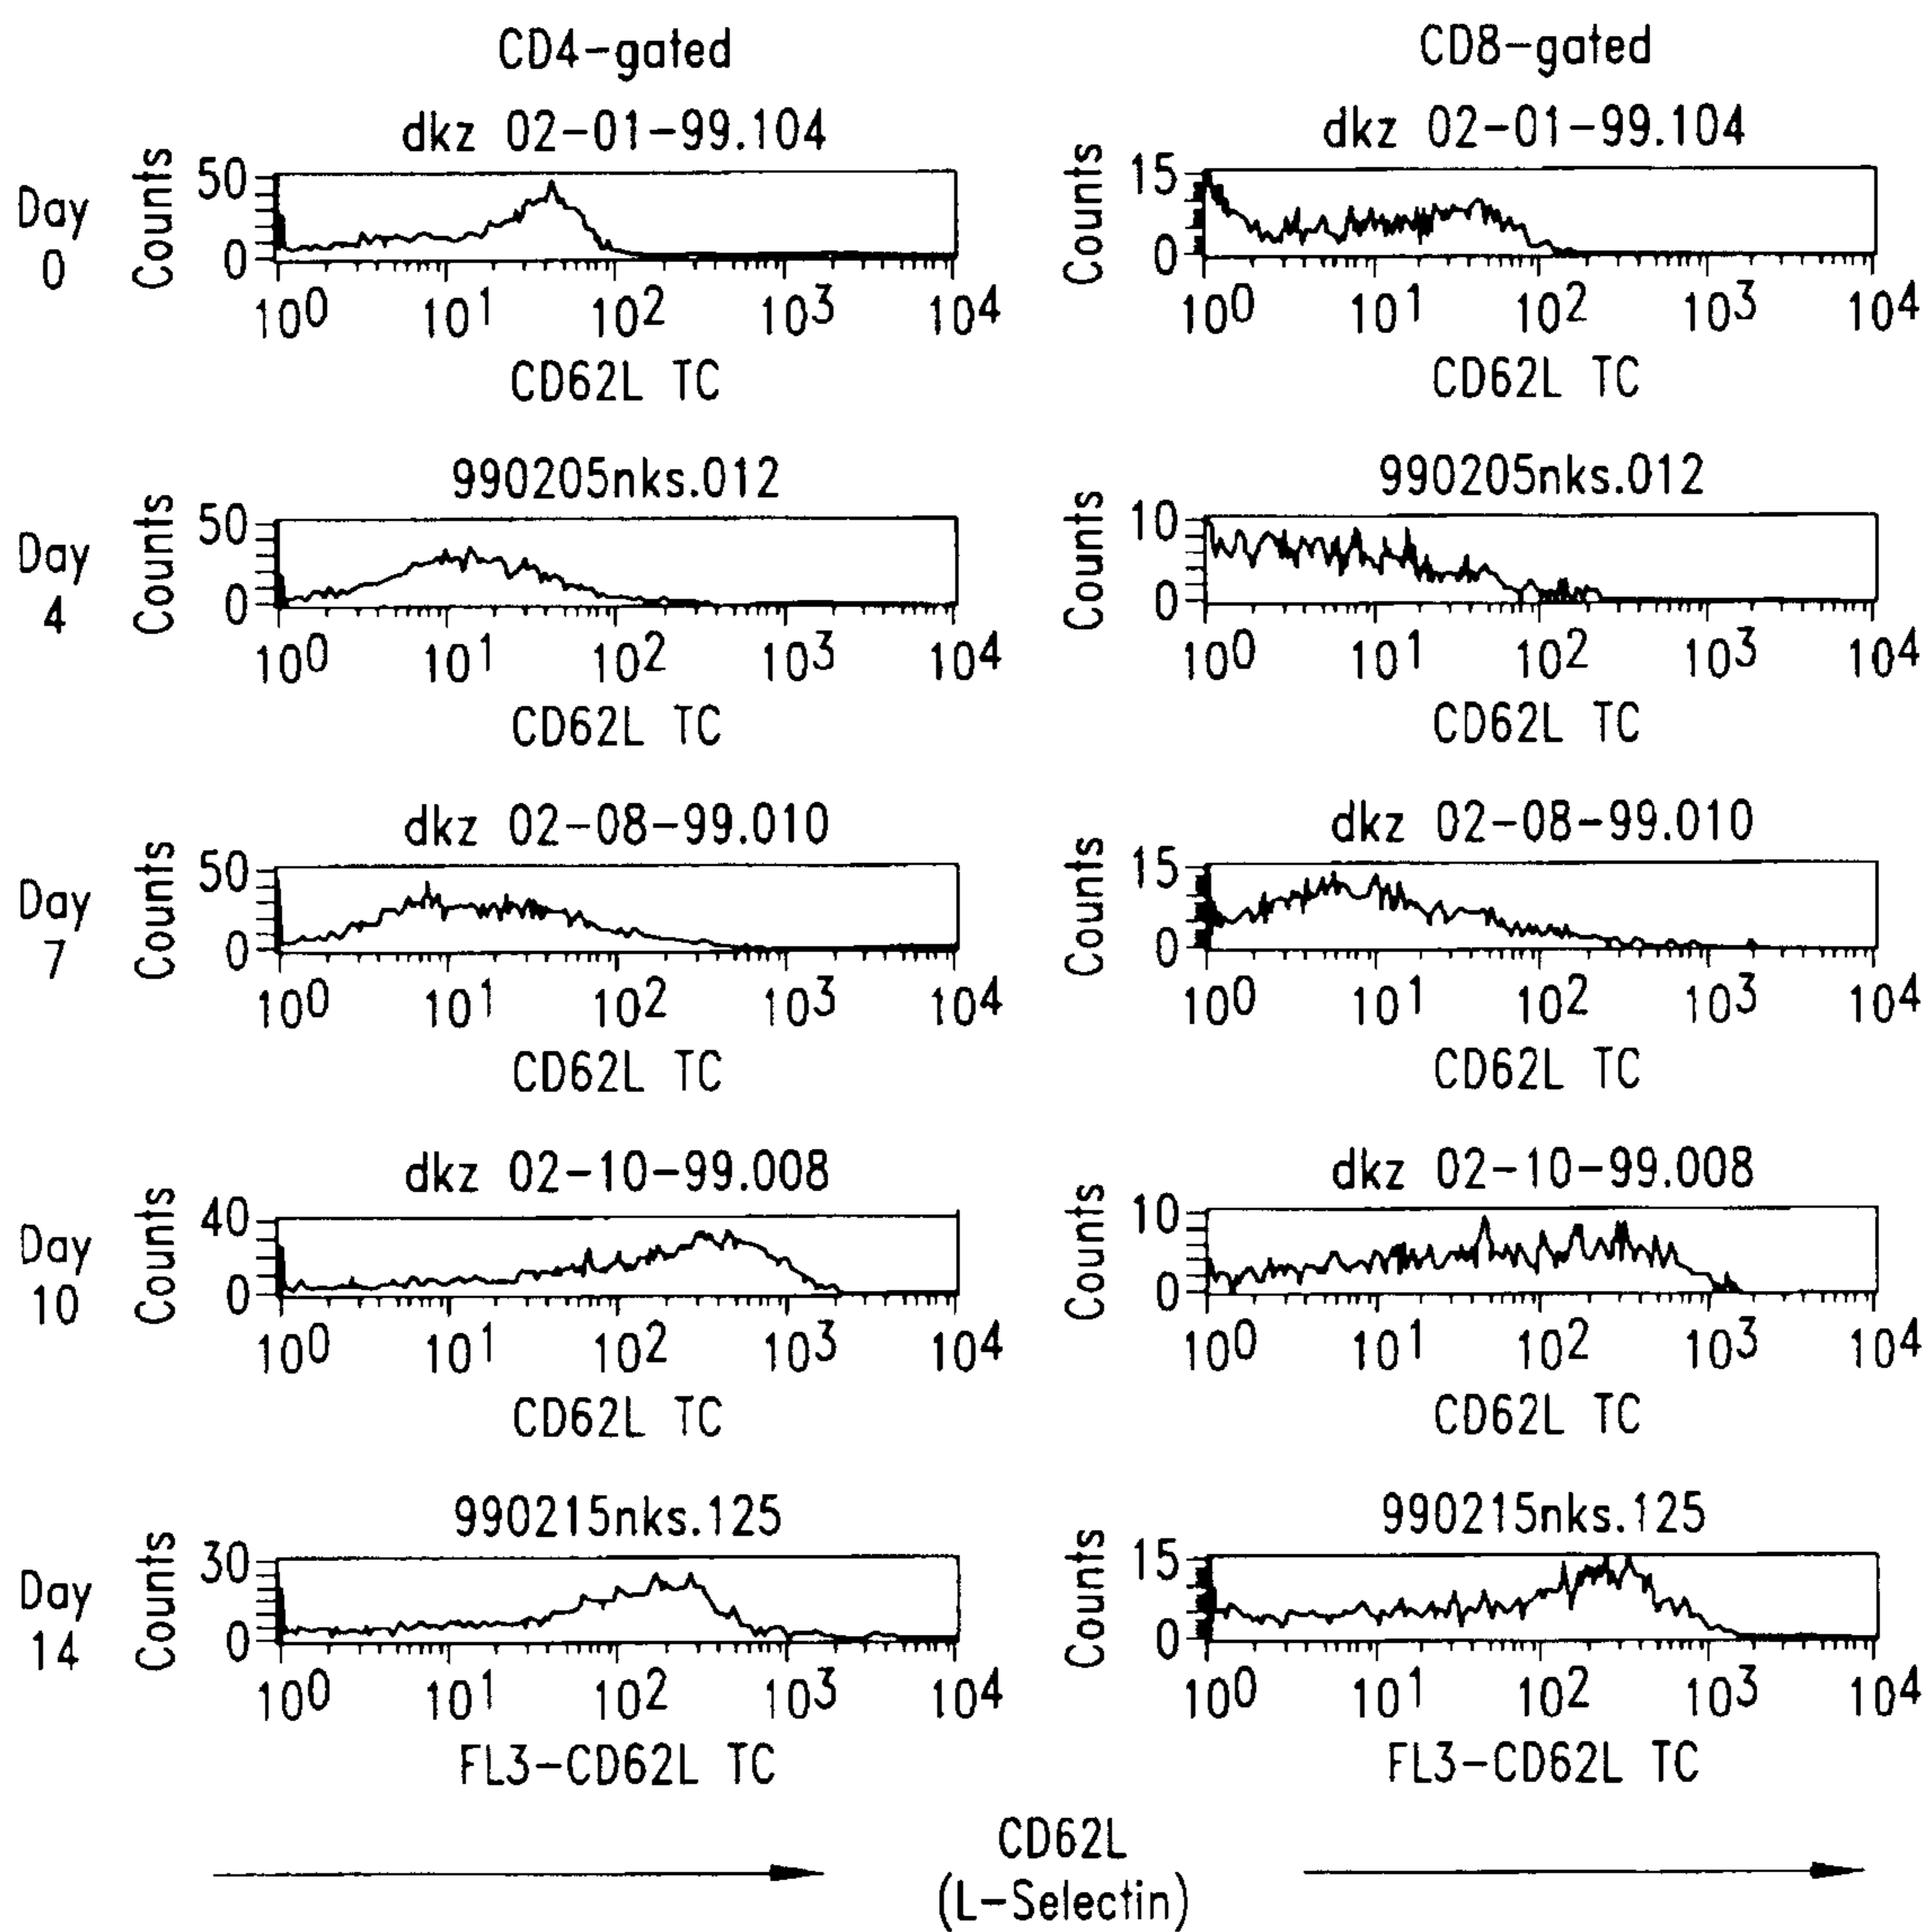 CD4-gated CD8-gated
dkz 02-01-99.104 dkz 02-01-99.104
Day 0 Counts 50 0 Counts 15 0
10^0 10^1 10^2 10^3 10^4 10^0 10^1 10^2 10^3 10^4
CD62L TC CD62L TC
990205nks.012 990205nks.012
Day 4 Counts 50 0 Counts 10 0
10^0 10^1 10^2 10^3 10^4 10^0 10^1 10^2 10^3 10^4
CD62L TC CD62L TC
dkz 02-08-99.010 dkz 02-08-99.010
Day 7 Counts 50 0 Counts 15 0
10^0 10^1 10^2 10^3 10^4 10^0 10^1 10^2 10^3 10^4
CD62L TC CD62L TC
dkz 02-10-99.008 dkz 02-10-99.008
Day 10 Counts 40 0 Counts 10 0
10^0 10^1 10^2 10^3 10^4 10^0 10^1 10^2 10^3 10^4
CD62L TC CD62L TC
990215nks.125 990215nks.125
Day 14 Counts 30 0 Counts 15 0
10^0 10^1 10^2 10^3 10^4 10^0 10^1 10^2 10^3 10^4
FL3-CD62L TC FL3-CD62L TC
CD62L
(L-Selectin)